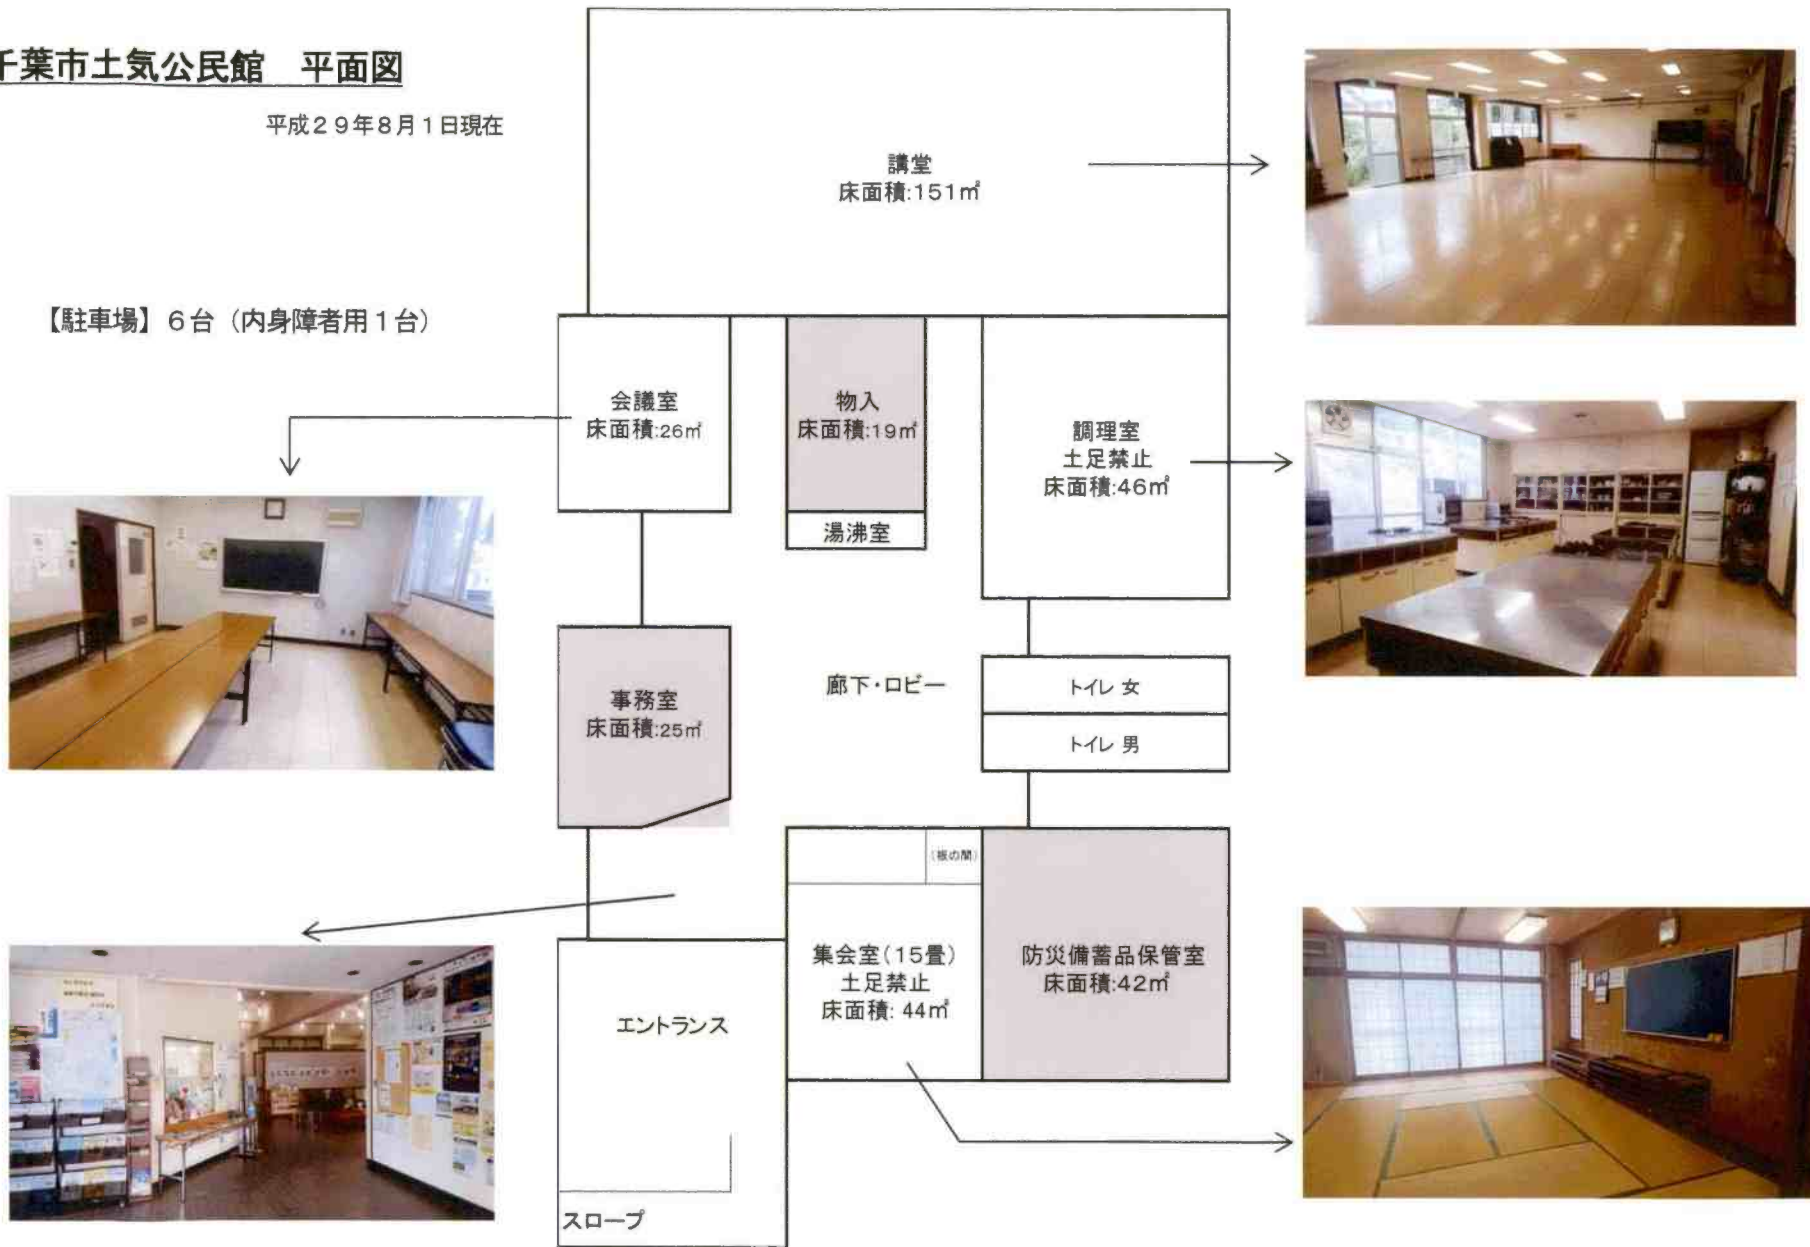 千葉市土気公民館　平面図
平成２９年８月１日現在
講堂
床面積:151㎡
【駐車場】６台（内身障者用１台）
会議室
床面積:26㎡
物入
床面積:19㎡
湯沸室
調理室
土足禁止
床面積:46㎡
事務室
床面積:25㎡
廊下・ロビー
トイレ 女
トイレ 男
(板の間)
集会室(15畳)
土足禁止
床面積: 44㎡
防災備蓄品保管室
床面積:42㎡
エントランス
スロープ